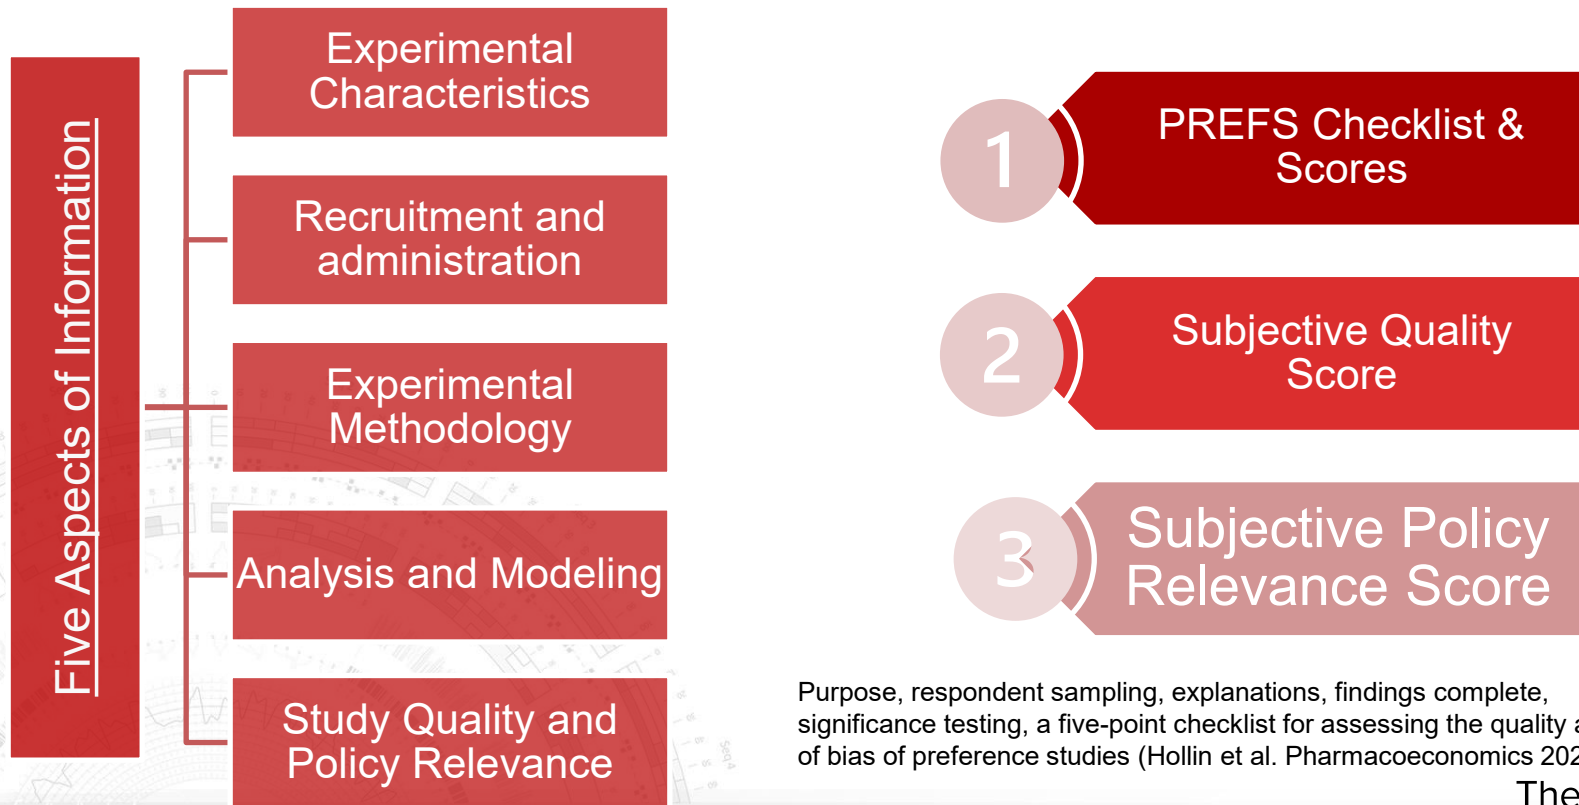 Five Aspects of Information
Experimental
Characteristics
Recruitment and
administration
Experimental
Methodology
Analysis and Modeling
Study Quality and
Policy Relevance
1
PREFS Checklist &
Scores
2
Subjective Quality
Score
3
Subjective Policy
Relevance Score
Purpose, respondent sampling, explanations, findings complete,
significance testing, a five-point checklist for assessing the quality a
of bias of preference studies (Hollin et al. Pharmacoeconomics 202
The